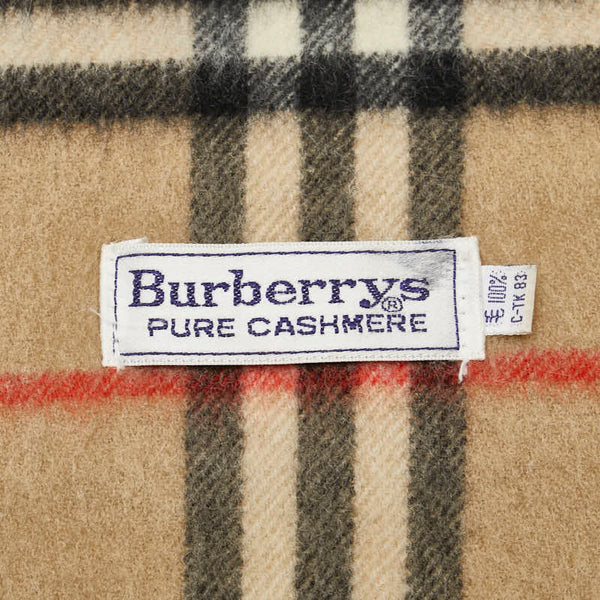 Burberrys®
PURE CASHMERE
毛 100%
C-TK 83